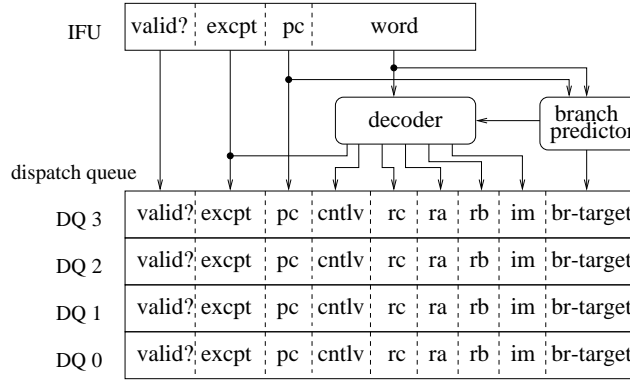 IFU valid? excpt pc word
decoder
branch
predictor
dispatch queue
DQ 3 valid? excpt pc cntlv rc ra rb im br-target
DQ 2 valid? excpt pc cntlv rc ra rb im br-target
DQ 1 valid? excpt pc cntlv rc ra rb im br-target
DQ 0 valid? excpt pc cntlv rc ra rb im br-target